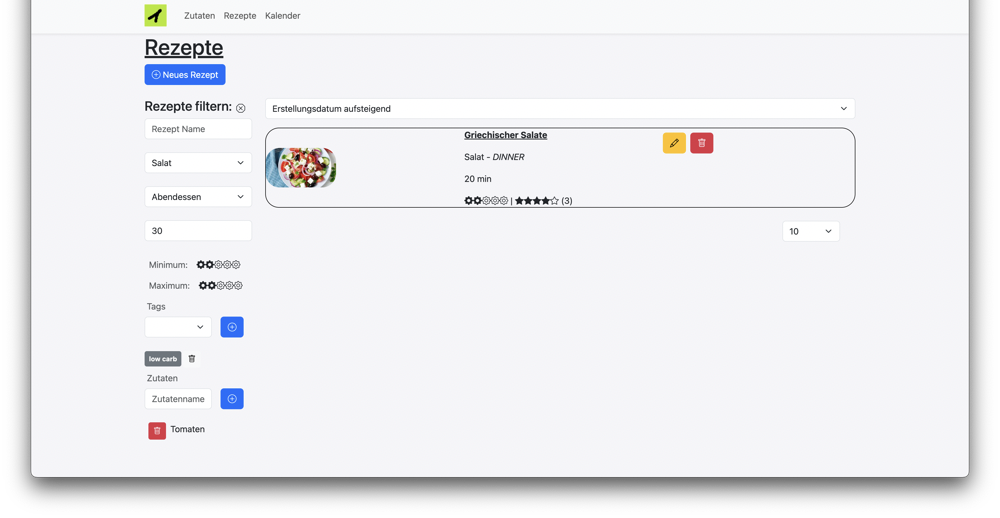 Zutaten Rezepte Kalender
Rezepte
Neues Rezept
Rezepte filtern:
Rezept Name
Salat
Abendessen
30
Minimum:
Maximum:
Tags
low carb
Zutaten
Zutatenname
Tomaten
Erstellungsdatum aufsteigend
Griechischer Salate
Salat - DINNER
20 min
| (3)
10